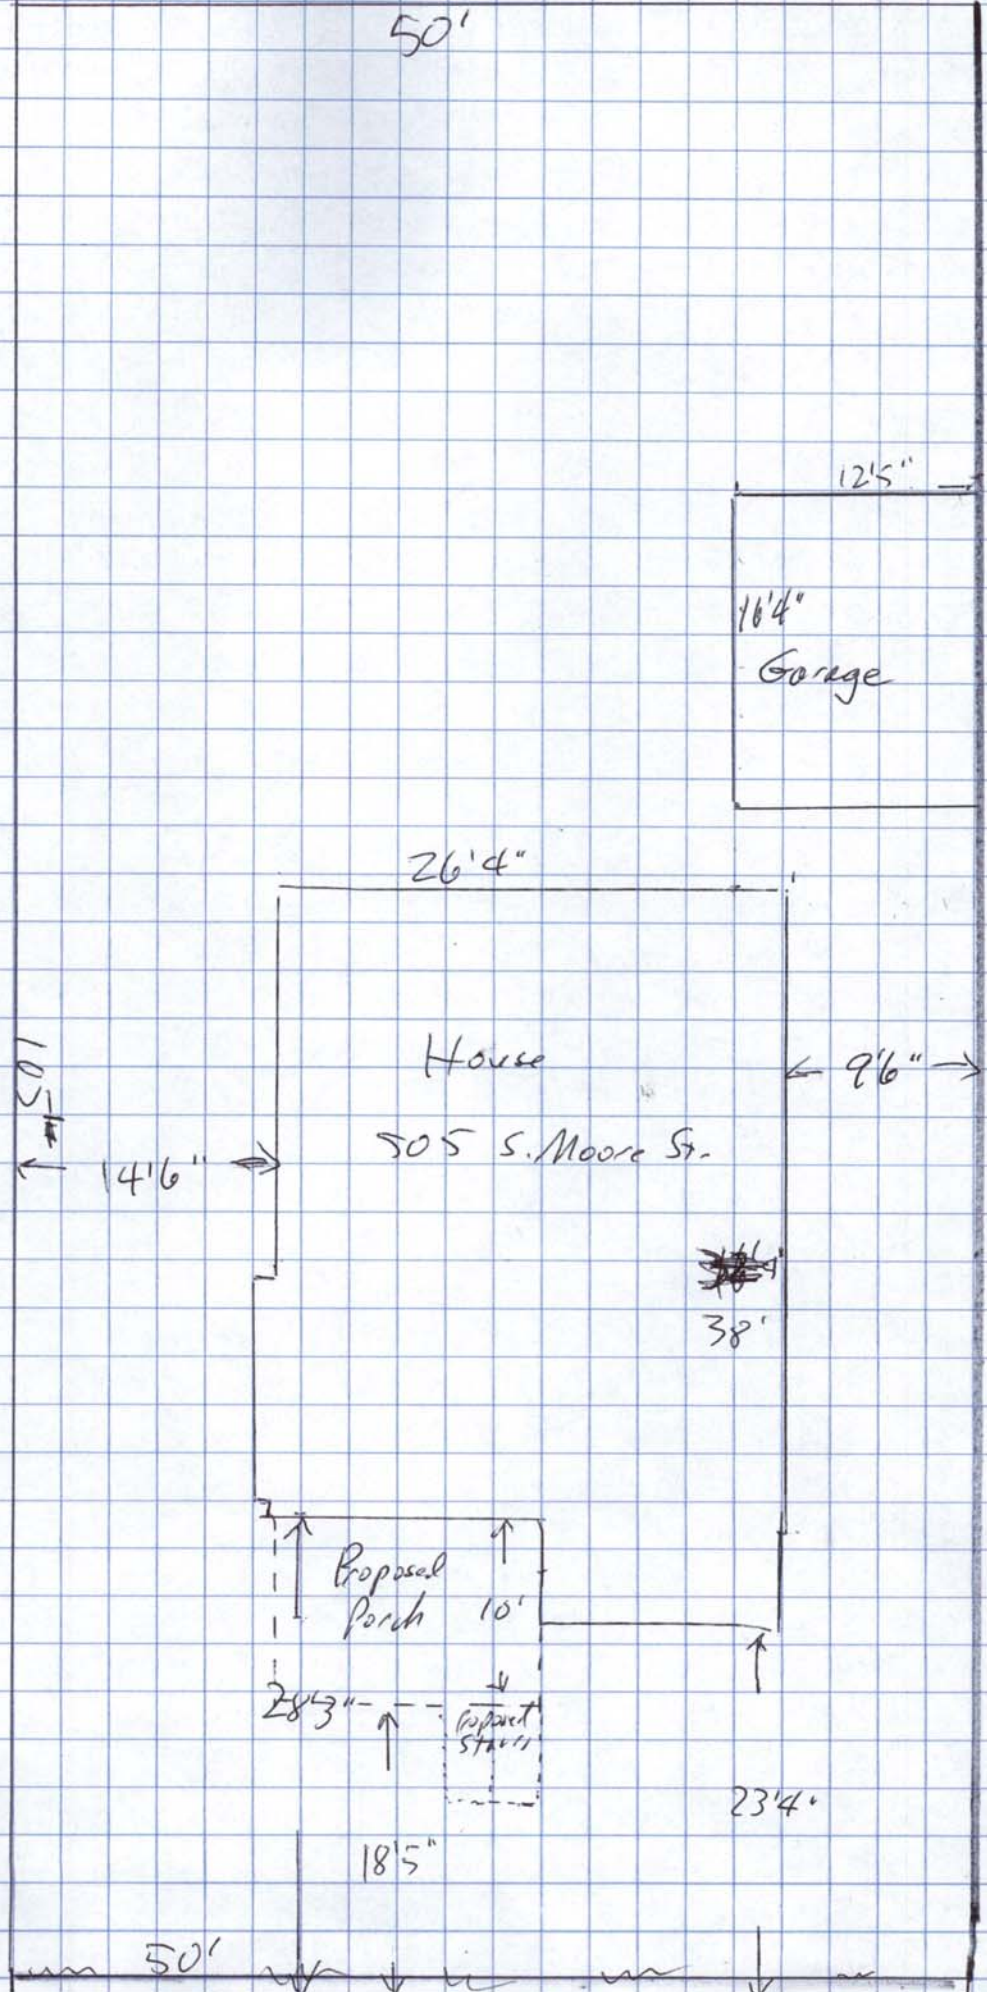 50'
12'5"
16'4"
Garage
26'4"
House
9'6"
505 S. Moore St.
14'6"
38'
Proposed
Porch 10'
28'3"
Proposed
Stairs
23'4"
18'5"
50'